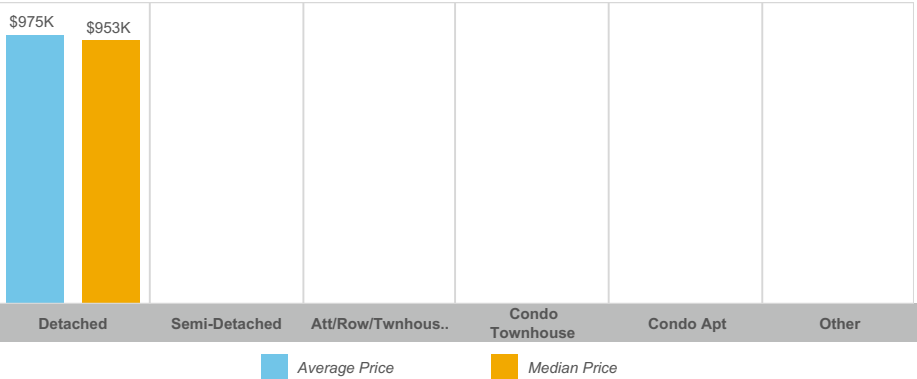 $975K
$953K
Detached
Semi-Detached
Att/Row/Twnhous..
Condo
Townhouse
Condo Apt
Other
Average Price
Median Price